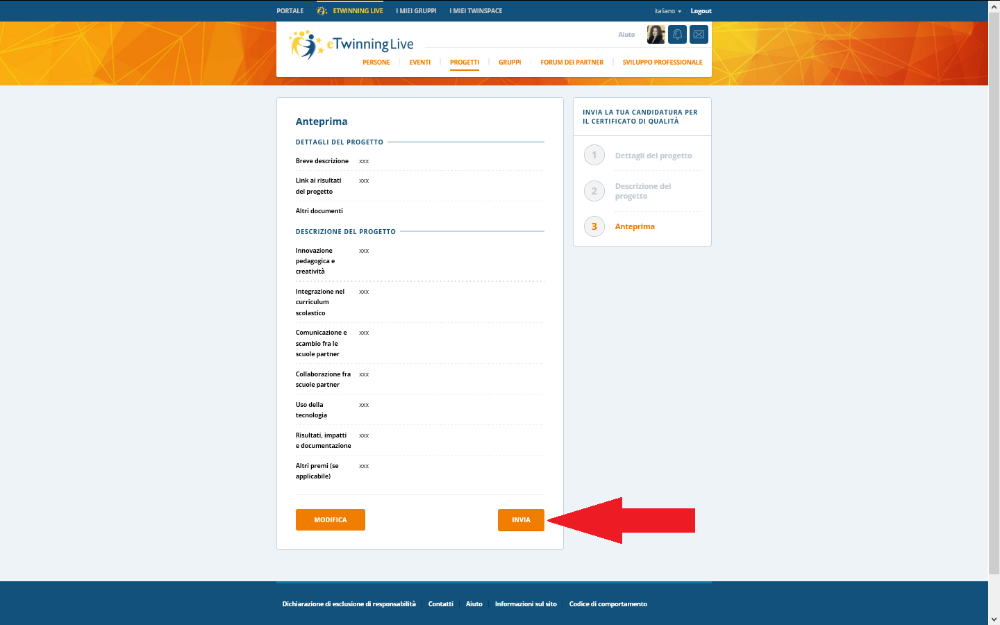 PORTALE ETWINNING LIVE I MIEI GRUPPI I MIEI TWINSPACE italiano Logout
eTwinning Live
Aiuto
PERSONE EVENTI PROGETTI GRUPPI FORUM DEI PARTNER SVILUPPO PROFESSIONALE
Anteprima
DETTAGLI DEL PROGETTO
Breve descrizione xxx
Link ai risultati xxx
del progetto
Altri documenti
DESCRIZIONE DEL PROGETTO
Innovazione xxx
pedagogica e
creatività
Integrazione nel xxx
curriculum
scolastico
Comunicazione e xxx
scambio fra le
scuole partner
Collaborazione fra xxx
scuole partner
Uso della xxx
tecnologia
Risultati, impatti xxx
e documentazione
Altri premi (se xxx
applicabile)
MODIFICA INVIA
INVIA LA TUA CANDIDATURA PER
IL CERTIFICATO DI QUALITÀ
1 Dettagli del progetto
2 Descrizione del
progetto
3 Anteprima
Dichiarazione di esclusione di responsabilità Contatti Aiuto Informazioni sul sito Codice di comportamento